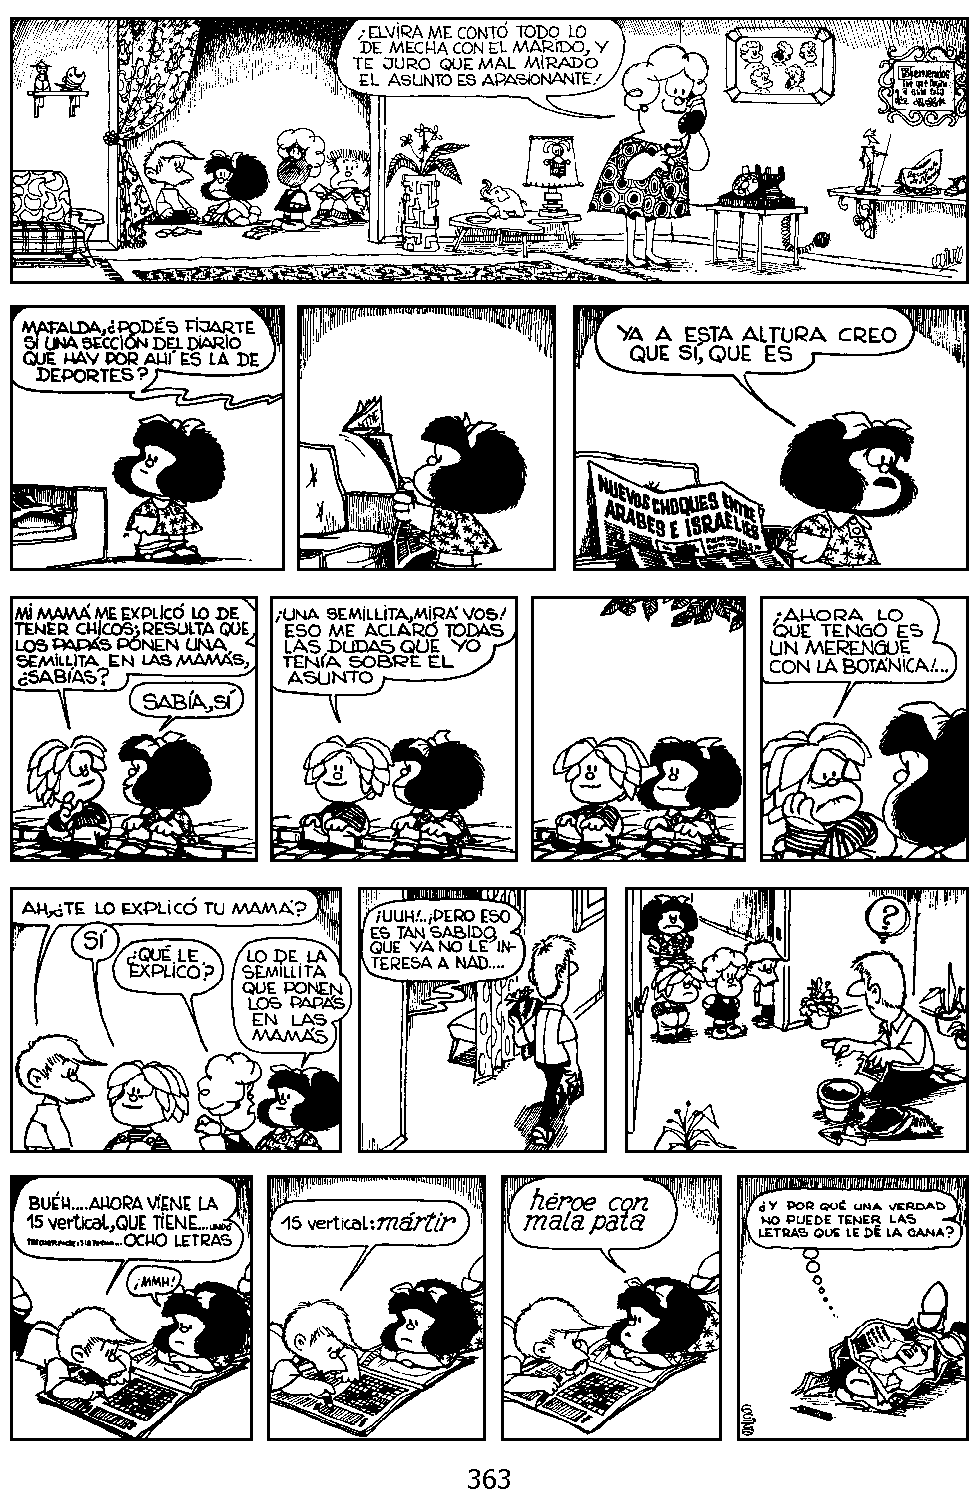 ¡ELVIRA ME CONTÓ TODO LO
DE MECHA CON EL MARIDO, Y
TE JURO QUE MAL MIRADO
EL ASUNTO ES APASIONANTE!
Bienvenidos
MAFALDA, ¿PODÉS FIJARTE
SI UNA SECCIÓN DEL DIARIO
QUE HAY POR AHÍ ES LA DE
DEPORTES?
YA A ESTA ALTURA CREO
QUE SÍ, QUE ES
NUEVOS CHOQUES ENTRE
ARABES E ISRAELIES
MI MAMÁ ME EXPLICÓ LO DE
TENER CHICOS; RESULTA QUE
LOS PAPÁS PONEN UNA
SEMILLITA EN LAS MAMÁS,
¿SABÍAS?
SABÍA, SÍ
¡UNA SEMILLITA, MIRÁ VOS!
ESO ME ACLARÓ TODAS
LAS DUDAS QUE YO
TENÍA SOBRE EL
ASUNTO
¡AHORA LO
QUE TENGO ES
UN MERENGUE
CON LA BOTÁNICA!...
AH, ¿TE LO EXPLICÓ TU MAMÁ?
SÍ
¿QUÉ LE
EXPLICÓ?
LO DE LA
SEMILLITA
QUE PONEN
LOS PAPÁS
EN LAS
MAMÁS
¡UUH!..¡PERO ESO
ES TAN SABIDO,
QUE YA NO LE IN-
TERESA A NAD....
?
BUÉH....AHORA VIENE LA
15 vertical, QUE TIENE...
...OCHO LETRAS
¡MMH!
15 vertical: mártir
héroe con
mala pata
¿Y POR QUÉ UNA VERDAD
NO PUEDE TENER LAS
LETRAS QUE LE DÉ LA GANA?
363